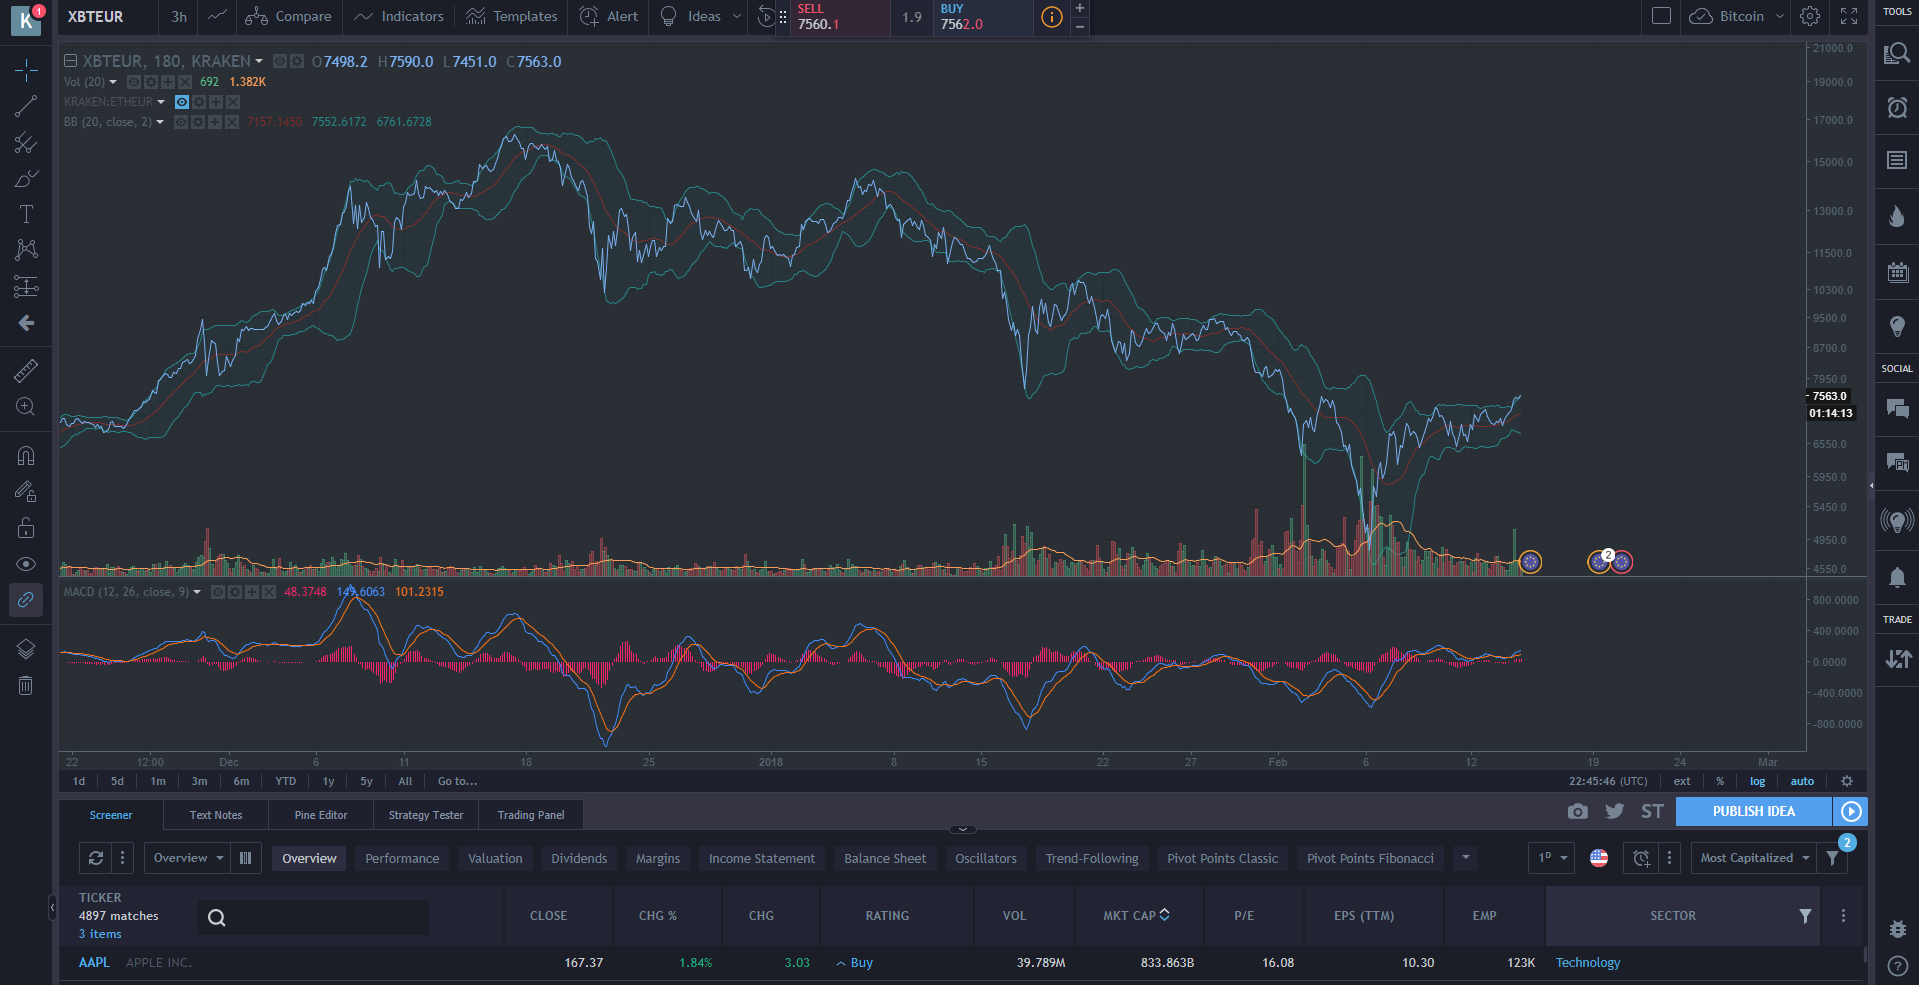 K 1
XBTEUR 3h Compare Indicators Templates Alert Ideas
SELL
7560.1
1.9
BUY
7562.0
Bitcoin
TOOLS
XBTEUR, 180, KRAKEN O7498.2 H7590.0 L7451.0 C7563.0
Vol (20) 692 1.382K
KRAKEN:ETHEUR
BB (20, close, 2) 7157.1450 7552.6172 6761.6728
21000.0
19000.0
17000.0
15000.0
13000.0
11500.0
10300.0
9500.0
8700.0
7950.0
7563.0
01:14:13
6550.0
5950.0
5450.0
4950.0
4550.0
2
MACD (12, 26, close, 9) 48.3748 149.6063 101.2315
800.0000
400.0000
0.0000
-400.0000
-800.0000
22 12:00 Dec 6 11 18 25 2018 8 15 22 27 Feb 6 12 19 24 Mar
1d 5d 1m 3m 6m YTD 1y 5y All Go to... 22:45:46 (UTC) ext % log auto
SOCIAL
TRADE
Screener Text Notes Pine Editor Strategy Tester Trading Panel ST PUBLISH IDEA
Overview Overview Performance Valuation Dividends Margins Income Statement Balance Sheet Oscillators Trend-Following Pivot Points Classic Pivot Points Fibonacci 1D Most Capitalized 2
TICKER
4897 matches
3 items
CLOSE CHG % CHG RATING VOL MKT CAP P/E EPS (TTM) EMP SECTOR
AAPL APPLE INC. 167.37 1.84% 3.03 Buy 39.789M 833.863B 16.08 10.30 123K Technology